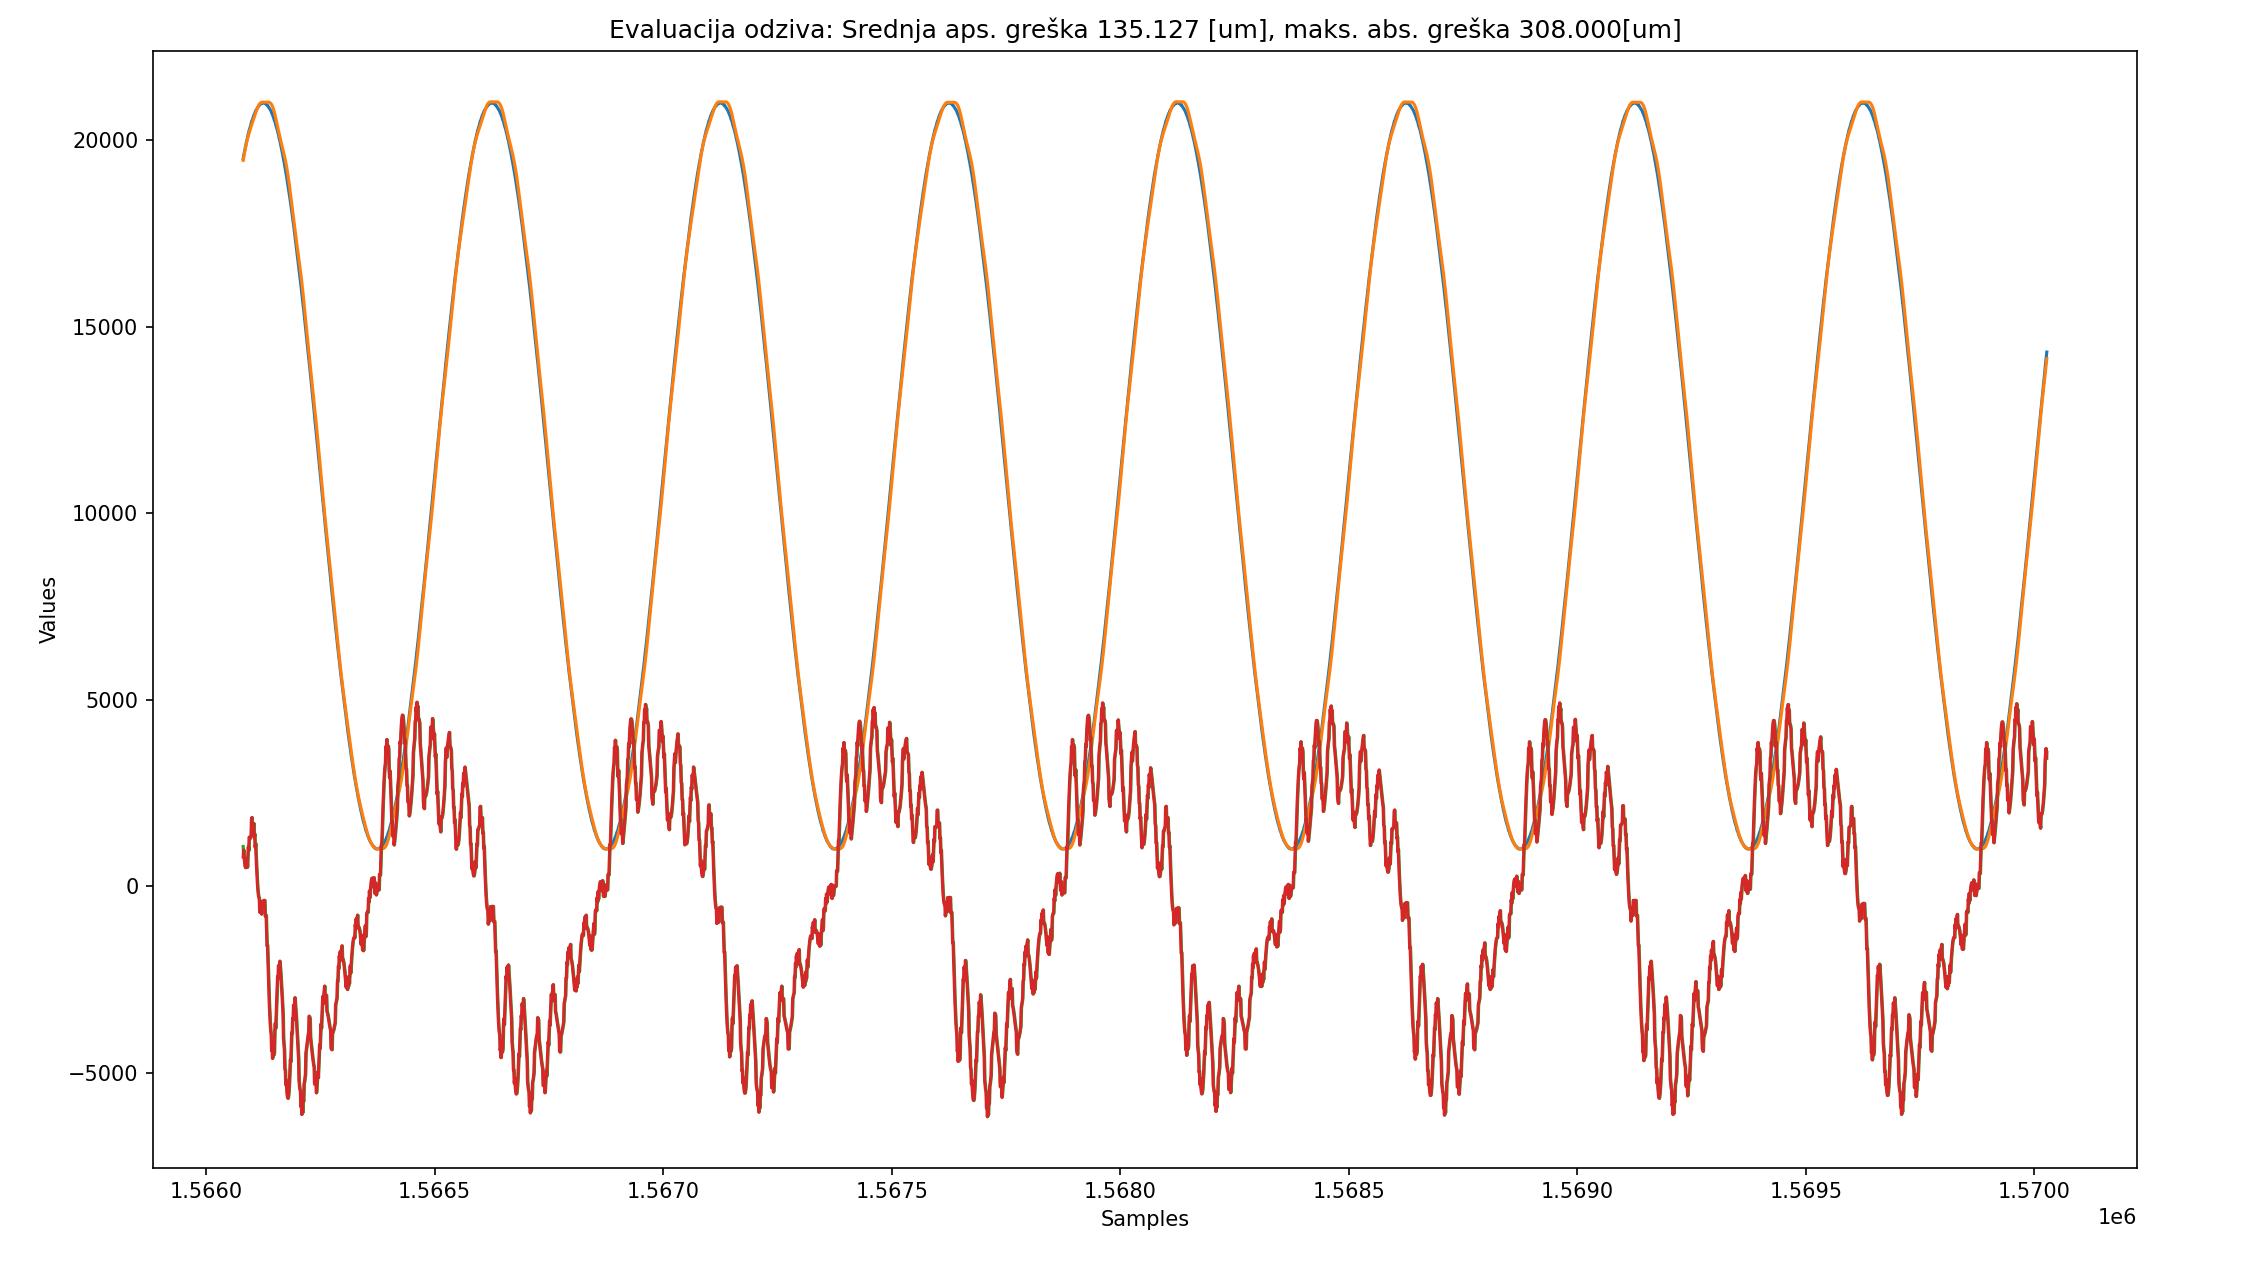 Evaluacija odziva: Srednja aps. greška 135.127 [um], maks. abs. greška 308.000[um]
20000
15000
10000
5000
0
−5000
Values
1.5660 1.5665 1.5670 1.5675 1.5680 1.5685 1.5690 1.5695 1.5700
Samples
1e6